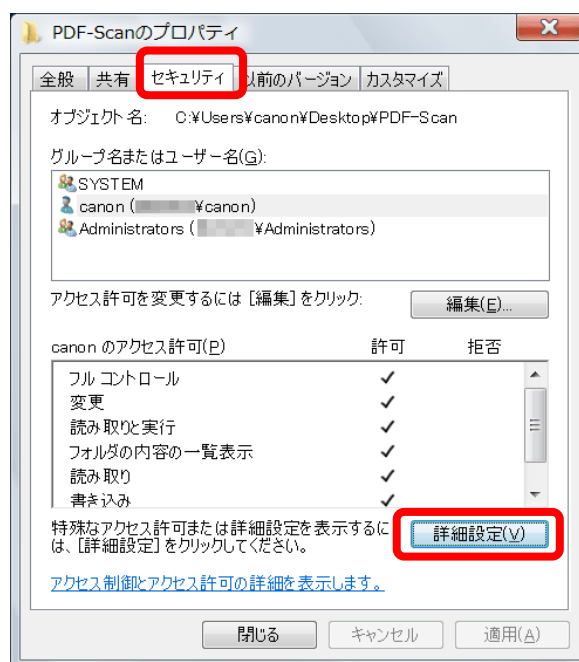 PDF-Scanのプロパティ
全般 共有 セキュリティ 以前のバージョン カスタマイズ
オブジェクト名: C:¥Users¥canon¥Desktop¥PDF-Scan
グループ名またはユーザー名(G):
SYSTEM
canon ( ¥canon)
Administrators ( ¥Administrators)
アクセス許可を変更するには [編集] をクリック: 編集(E)...
canon のアクセス許可(P) 許可 拒否
フル コントロール
変更
読み取りと実行
フォルダの内容の一覧表示
読み取り
書き込み
特殊なアクセス許可または詳細設定を表示するに
は、[詳細設定] をクリックしてください。 詳細設定(V)
アクセス制御とアクセス許可の詳細を表示します。
閉じる キャンセル 適用(A)